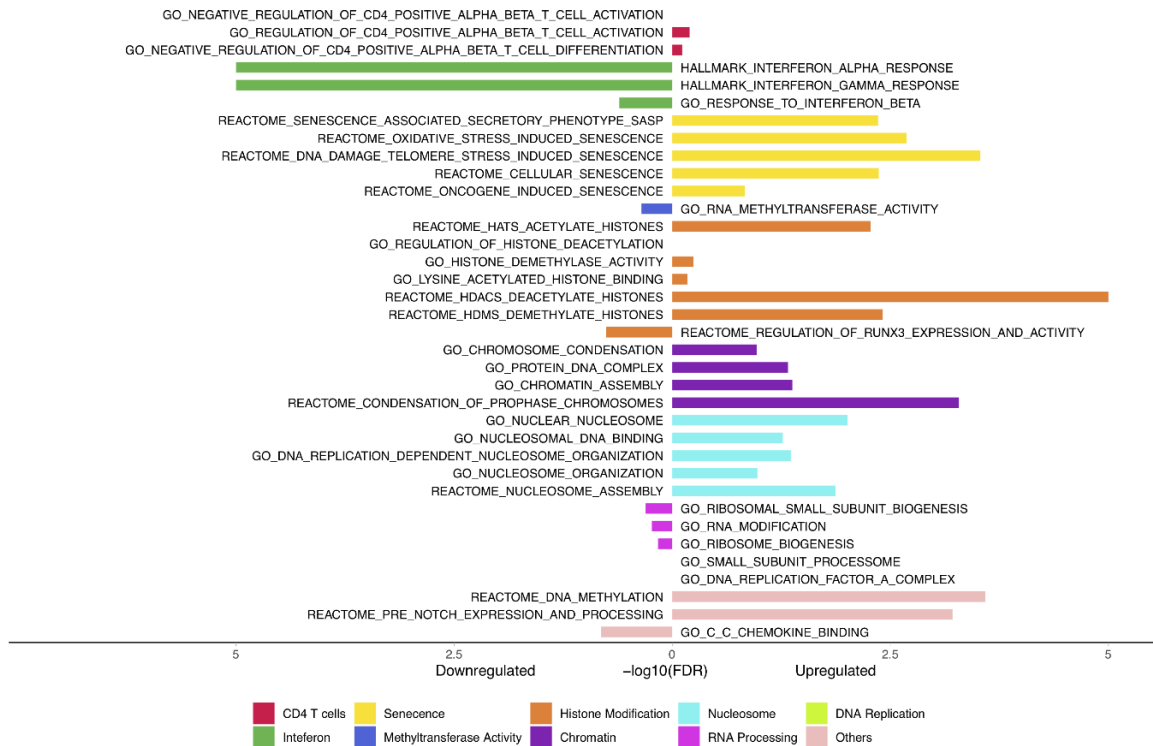 GO_NEGATIVE_REGULATION_OF_CD4_POSITIVE_ALPHA_BETA_T_CELL_ACTIVATION
GO_REGULATION_OF_CD4_POSITIVE_ALPHA_BETA_T_CELL_ACTIVATION
GO_NEGATIVE_REGULATION_OF_CD4_POSITIVE_ALPHA_BETA_T_CELL_DIFFERENTIATION
HALLMARK_INTERFERON_ALPHA_RESPONSE
HALLMARK_INTERFERON_GAMMA_RESPONSE
GO_RESPONSE_TO_INTERFERON_BETA
REACTOME_SENESCENCE_ASSOCIATED_SECRETORY_PHENOTYPE_SASP
REACTOME_OXIDATIVE_STRESS_INDUCED_SENESCENCE
REACTOME_DNA_DAMAGE_TELOMERE_STRESS_INDUCED_SENESCENCE
REACTOME_CELLULAR_SENESCENCE
REACTOME_ONCOGENE_INDUCED_SENESCENCE
GO_RNA_METHYLTRANSFERASE_ACTIVITY
REACTOME_HATS_ACETYLATE_HISTONES
GO_REGULATION_OF_HISTONE_DEACETYLATION
GO_HISTONE_DEMETHYLASE_ACTIVITY
GO_LYSINE_ACETYLATED_HISTONE_BINDING
REACTOME_HDACS_DEACETYLATE_HISTONES
REACTOME_HDMS_DEMETHYLATE_HISTONES
REACTOME_REGULATION_OF_RUNX3_EXPRESSION_AND_ACTIVITY
GO_CHROMOSOME_CONDENSATION
GO_PROTEIN_DNA_COMPLEX
GO_CHROMATIN_ASSEMBLY
REACTOME_CONDENSATION_OF_PROPHASE_CHROMOSOMES
GO_NUCLEAR_NUCLEOSOME
GO_NUCLEOSOMAL_DNA_BINDING
GO_DNA_REPLICATION_DEPENDENT_NUCLEOSOME_ORGANIZATION
GO_NUCLEOSOME_ORGANIZATION
REACTOME_NUCLEOSOME_ASSEMBLY
GO_RIBOSOMAL_SMALL_SUBUNIT_BIOGENESIS
GO_RNA_MODIFICATION
GO_RIBOSOME_BIOGENESIS
GO_SMALL_SUBUNIT_PROCESSOME
GO_DNA_REPLICATION_FACTOR_A_COMPLEX
REACTOME_DNA_METHYLATION
REACTOME_PRE_NOTCH_EXPRESSION_AND_PROCESSING
GO_C_C_CHEMOKINE_BINDING
5 2.5 0 2.5 5
Downregulated −log10(FDR) Upregulated
CD4 T cells Senecence Histone Modification Nucleosome DNA Replication
Inteferon Methyltransferase Activity Chromatin RNA Processing Others